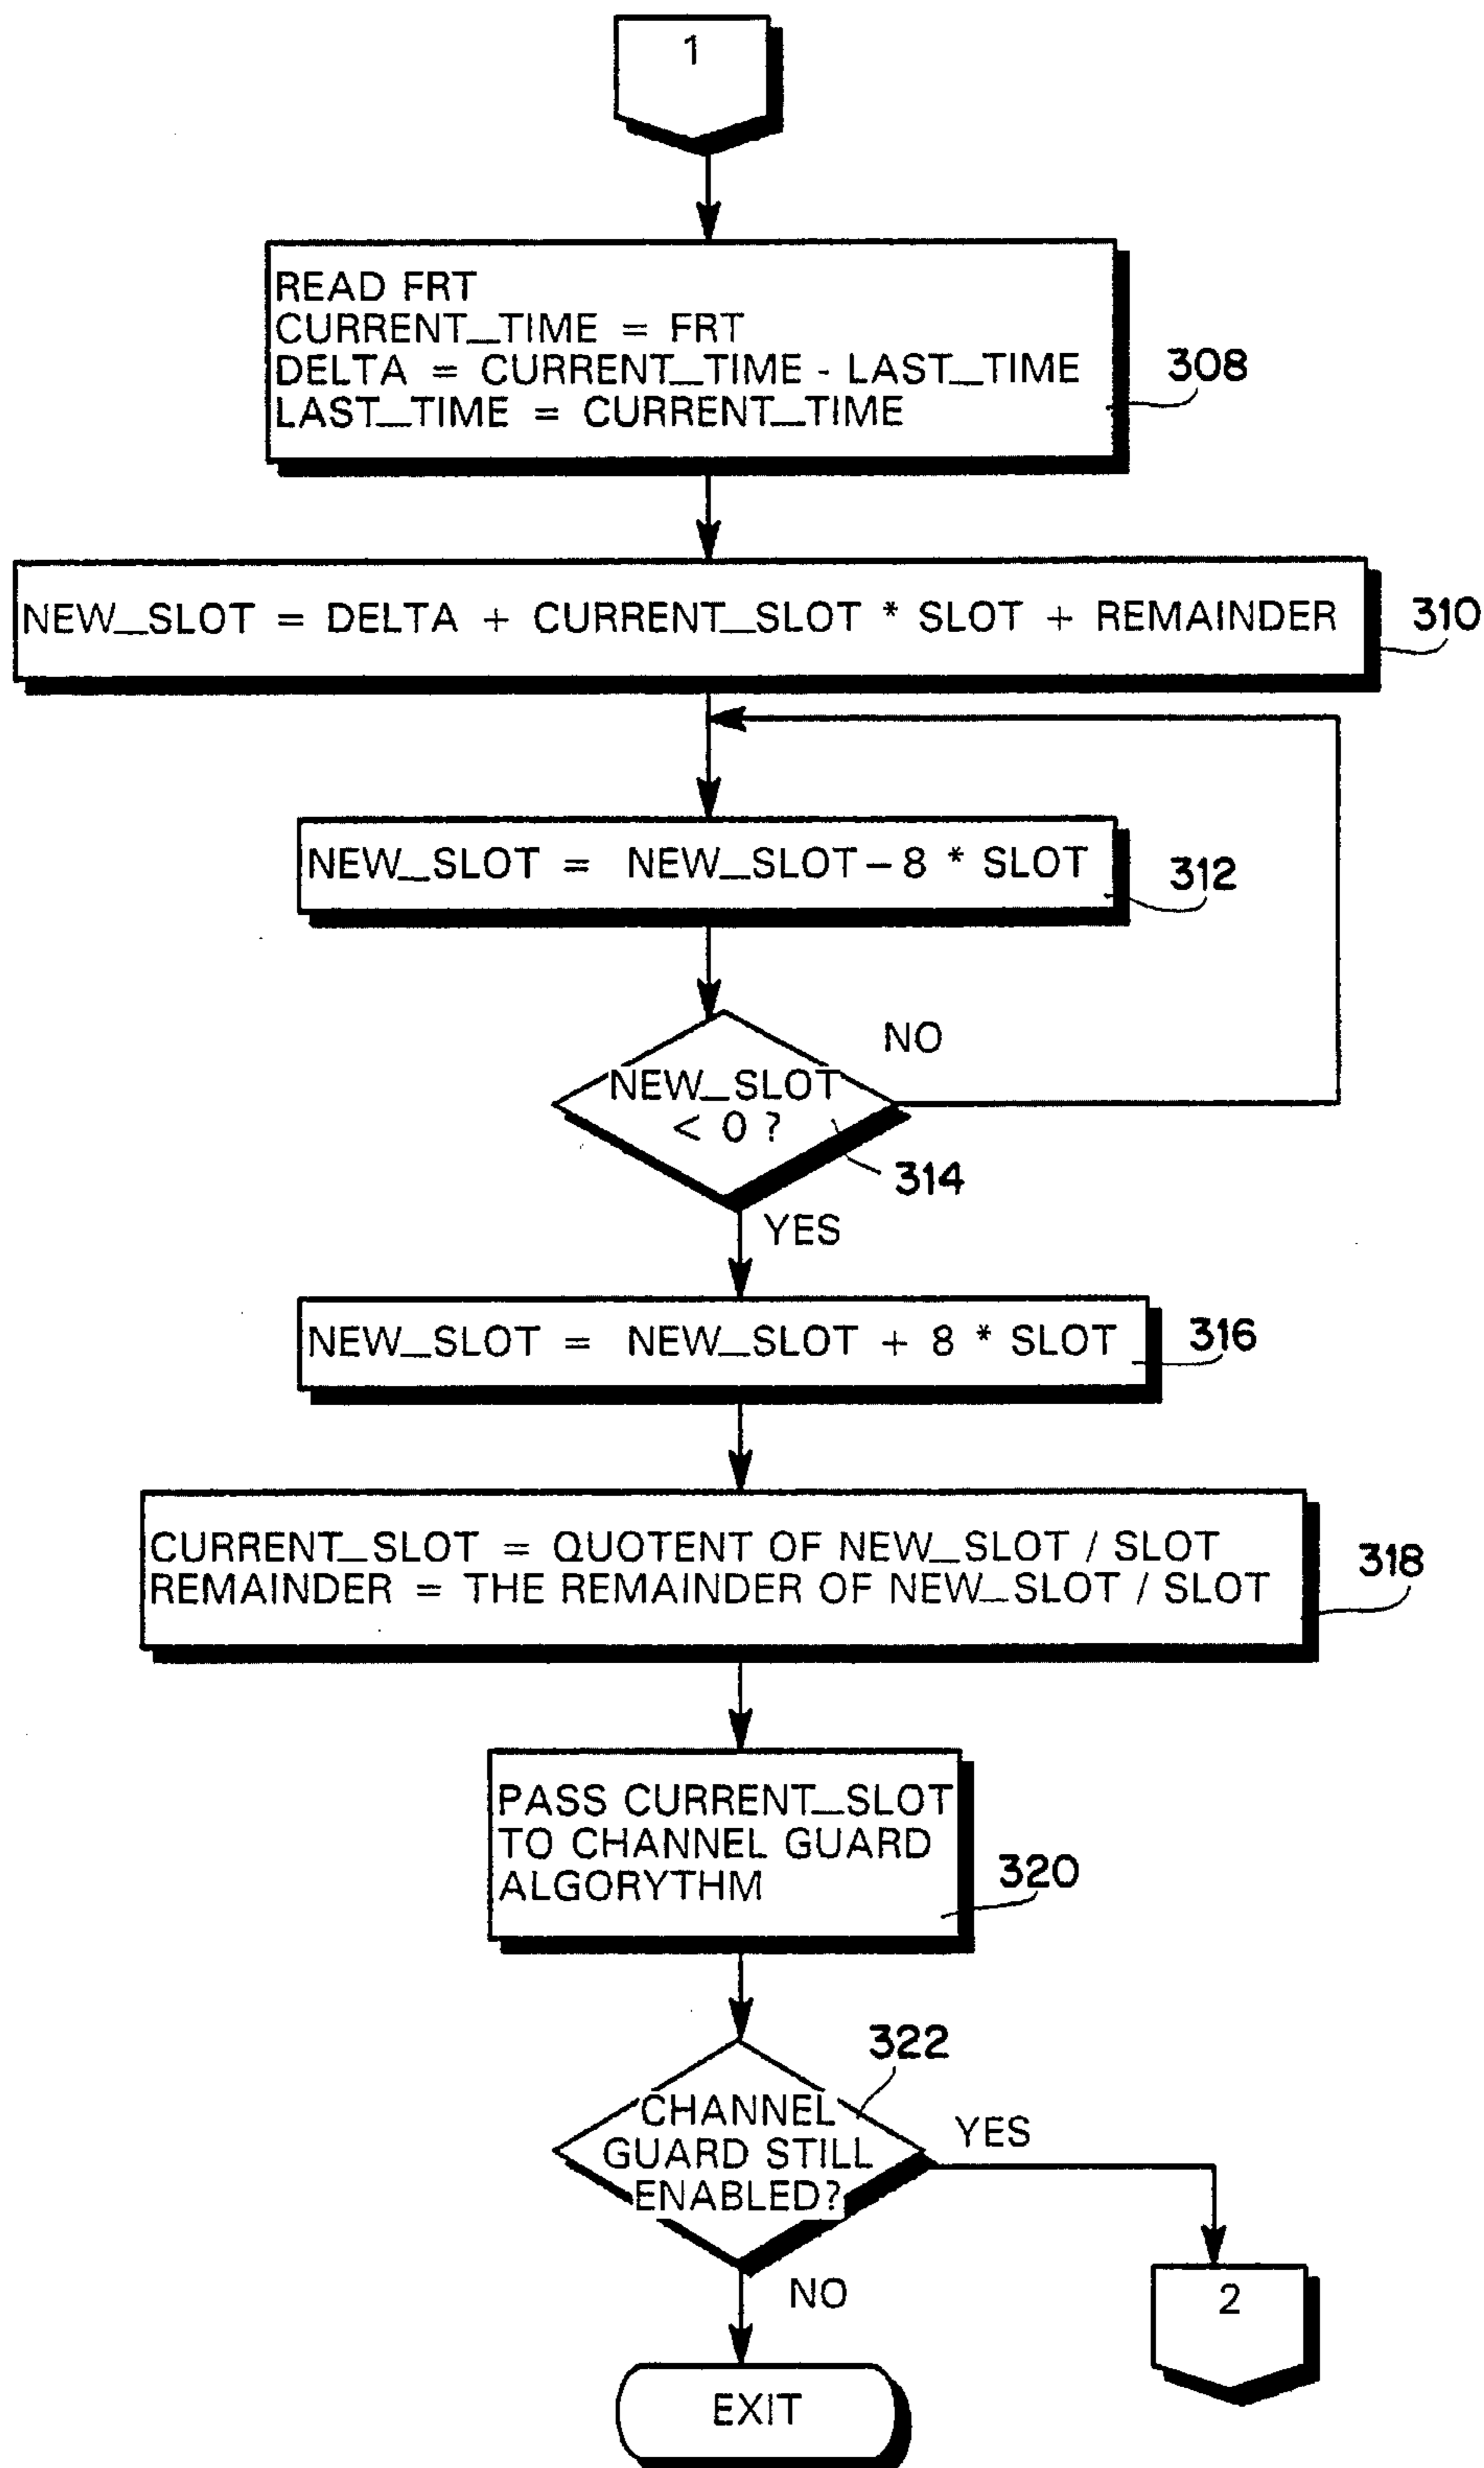 1
READ FRT
CURRENT_TIME = FRT
DELTA = CURRENT_TIME - LAST_TIME
LAST_TIME = CURRENT_TIME
308
NEW_SLOT = DELTA + CURRENT_SLOT * SLOT + REMAINDER
310
NEW_SLOT = NEW_SLOT – 8 * SLOT
312
NO
NEW_SLOT
< 0 ?
314
YES
NEW_SLOT = NEW_SLOT + 8 * SLOT
316
CURRENT_SLOT = QUOTENT OF NEW_SLOT / SLOT
REMAINDER = THE REMAINDER OF NEW_SLOT / SLOT
318
PASS CURRENT_SLOT
TO CHANNEL GUARD
ALGORYTHM
320
322
CHANNEL
GUARD STILL
ENABLED?
YES
NO
2
EXIT